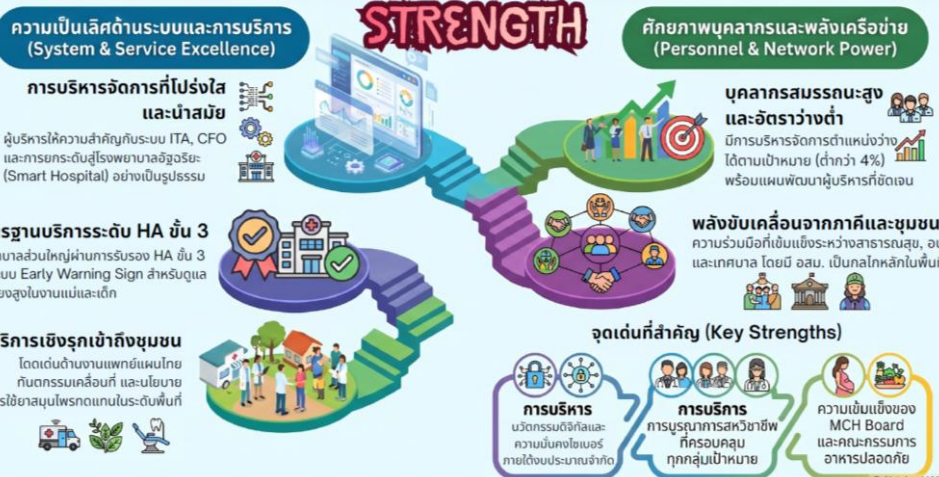 STRENGTH
ความเป็นเลิศด้านระบบและการบริการ
(System & Service Excellence)
การบริหารจัดการที่โปร่งใส
และนำสมัย
ผู้บริหารให้ความสำคัญกับระบบ ITA, CFO
และการยกระดับสู่โรงพยาบาลอัจฉริยะ
(Smart Hospital) อย่างเป็นรูปธรรม
รฐานบริการระดับ HA ขั้น 3
บาลส่วนใหญ่ผ่านการรับรอง HA ขั้น 3
บบ Early Warning Sign สำหรับดูแล
ยงสูงในงานแม่และเด็ก
ริการเชิงรุกเข้าถึงชุมชน
โดดเด่นด้านงานแพทย์แผนไทย
ทันตกรรมเคลื่อนที่ และนโยบาย
รใช้ยาสมุนไพรทดแทนในระดับพื้นที่
ศักยภาพบุคลากรและพลังเครือข่าย
(Personnel & Network Power)
บุคลากรสมรรถนะสูง
และอัตราว่างต่ำ
มีการบริหารจัดการตำแหน่งว่าง
ได้ตามเป้าหมาย (ต่ำกว่า 4%)
พร้อมแผนพัฒนาผู้บริหารที่ชัดเจน
พลังขับเคลื่อนจากภาคีและชุมชน
ความร่วมมือที่เข้มแข็งระหว่างสาธารณสุข,
และเทศบาล โดยมี อสม. เป็นกลไกหลักในพื้นที่
จุดเด่นที่สำคัญ (Key Strengths)
การบริหาร
นวัตกรรมดิจิทัลและ
ความมั่นคงไซเบอร์
ภายใต้งบประมาณจำกัด
การบริการ
การบูรณาการสหวิชาชีพ
ที่ครอบคลุม
ทุกกลุ่มเป้าหมาย
ความเข้มแข็งของ
MCH Board
และคณะกรรมการ
อาหารปลอดภัย